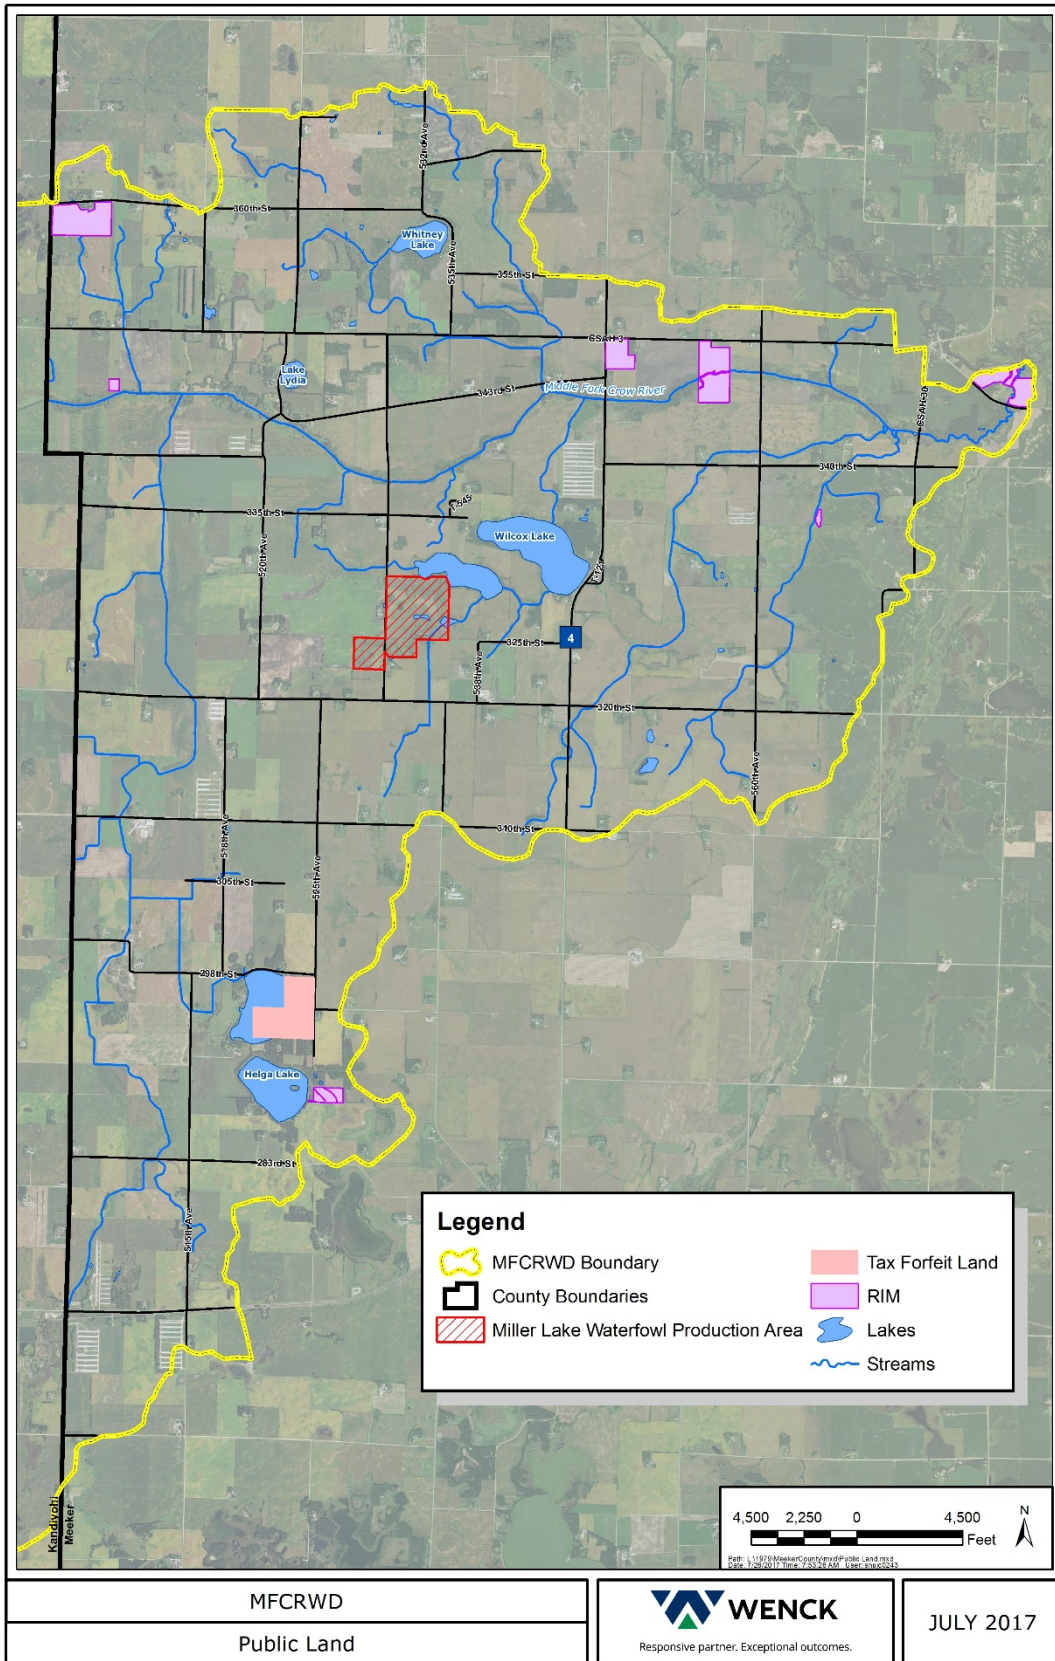 532nd Ave
360th St
Whitney
Lake
535th Ave
355th St
CSAH 3
Lake
Lydia
343rd St
Middle Fork Crow River
CSAH 30
340th St
335th St
Wilcox Lake
520th Ave
4
325th St
538th Ave
320th St
560th Ave
310th St
518th Ave
305th St
298th St
Helga Lake
283rd St
515th Ave
Kandiyohi
Meeker
Legend
MFCRWD Boundary
County Boundaries
Miller Lake Waterfowl Production Area
Tax Forfeit Land
RIM
Lakes
Streams
4,500 2,250 0 4,500
Feet
N
MFCRWD
Public Land
WENCK
Responsive partner. Exceptional outcomes.
JULY 2017